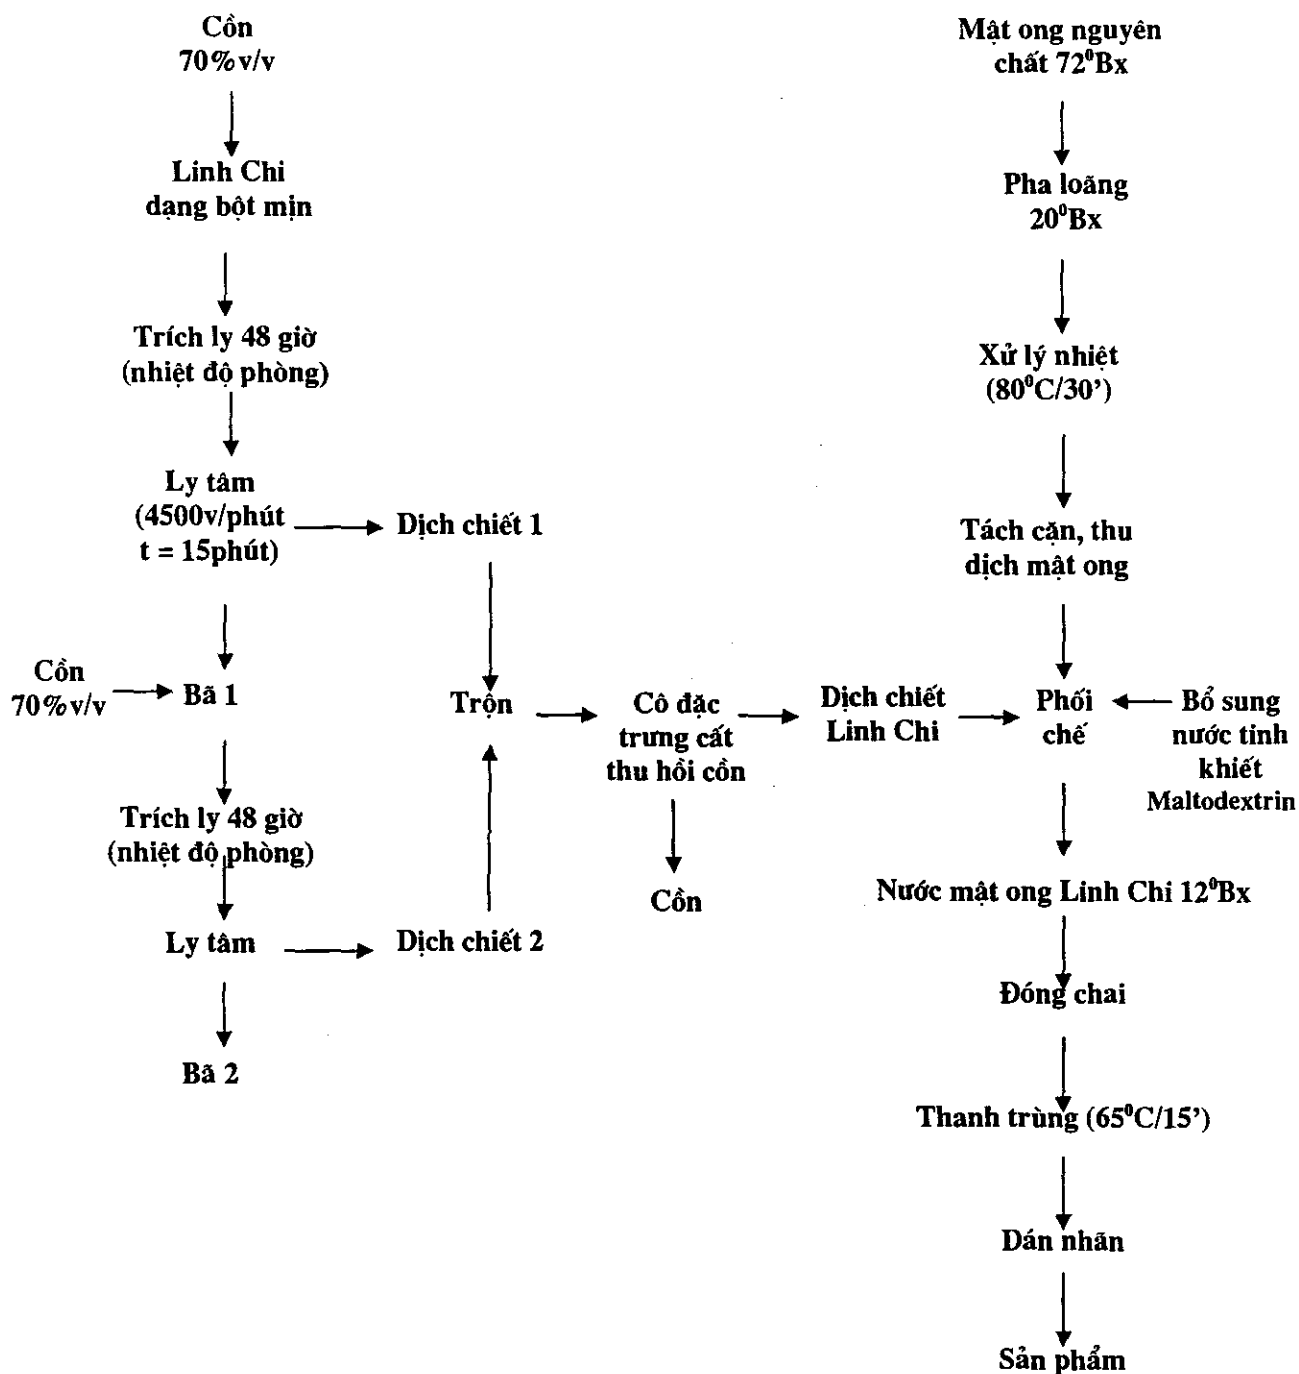 Cồn
70%v/v
Linh Chi
dạng bột mịn
Trích ly 48 giờ
(nhiệt độ phòng)
Ly tâm
(4500v/phút
t = 15phút)
Dịch chiết 1
Cồn
70%v/v
Bã 1
Trích ly 48 giờ
(nhiệt độ phòng)
Ly tâm
Dịch chiết 2
Bã 2
Trộn
Cô đặc
trưng cất
thu hồi cồn
Cồn
Dịch chiết
Linh Chi
Mật ong nguyên
chất 72⁰Bx
Pha loãng
20⁰Bx
Xử lý nhiệt
(80⁰C/30’)
Tách cặn, thu
dịch mật ong
Phối
chế
Bổ sung
nước tinh
khiết
Maltodextrin
Nước mật ong Linh Chi 12⁰Bx
Đóng chai
Thanh trùng (65⁰C/15’)
Dán nhãn
Sản phẩm